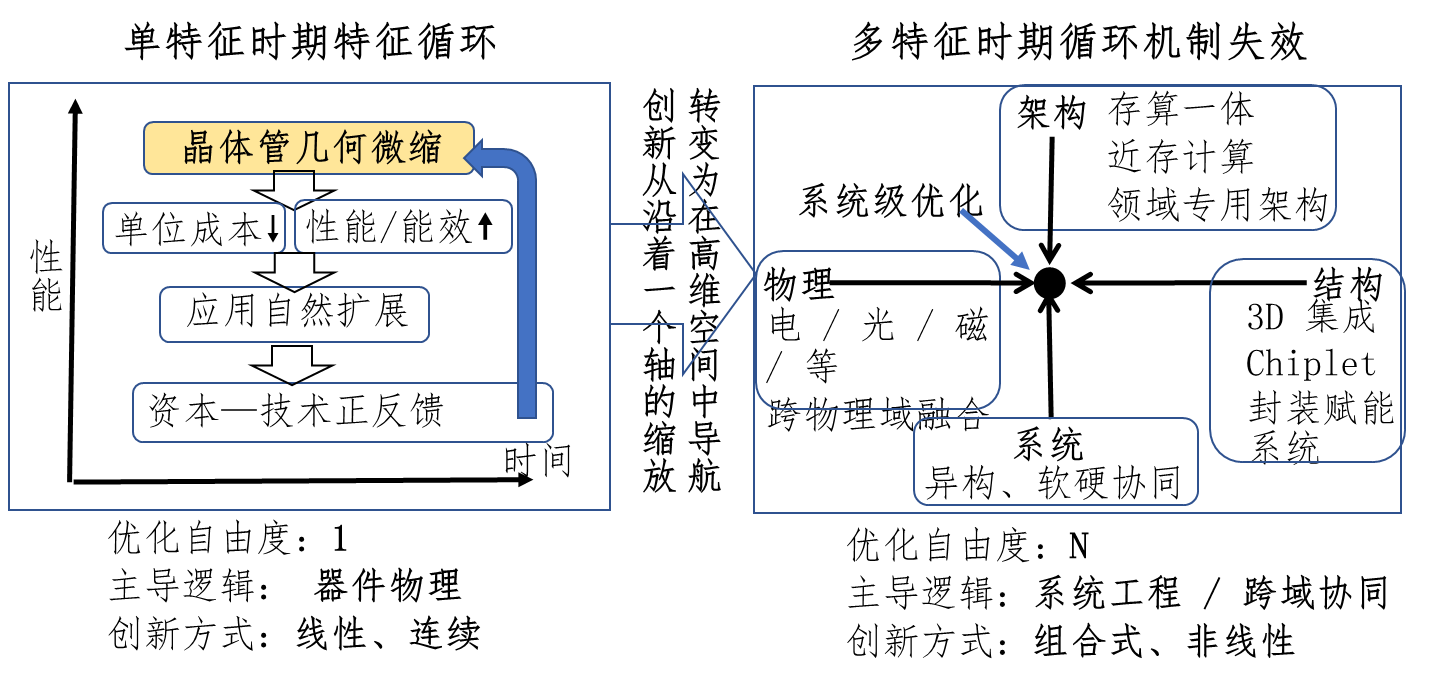 单特征时期特征循环
性能
晶体管几何微缩
单位成本↓
性能/能效↑
应用自然扩展
资本—技术正反馈
时间
优化自由度：1
主导逻辑： 器件物理
创新方式：线性、连续
创新从沿着一个轴的缩放
转变为在高维空间中导航
多特征时期循环机制失效
架构
存算一体
近存计算
领域专用架构
系统级优化
物理
电 / 光 / 磁
/ 等
跨物理域融合
结构
3D 集成
Chiplet
封装赋能
系统
系统
异构、软硬协同
优化自由度：N
主导逻辑：系统工程 / 跨域协同
创新方式：组合式、非线性